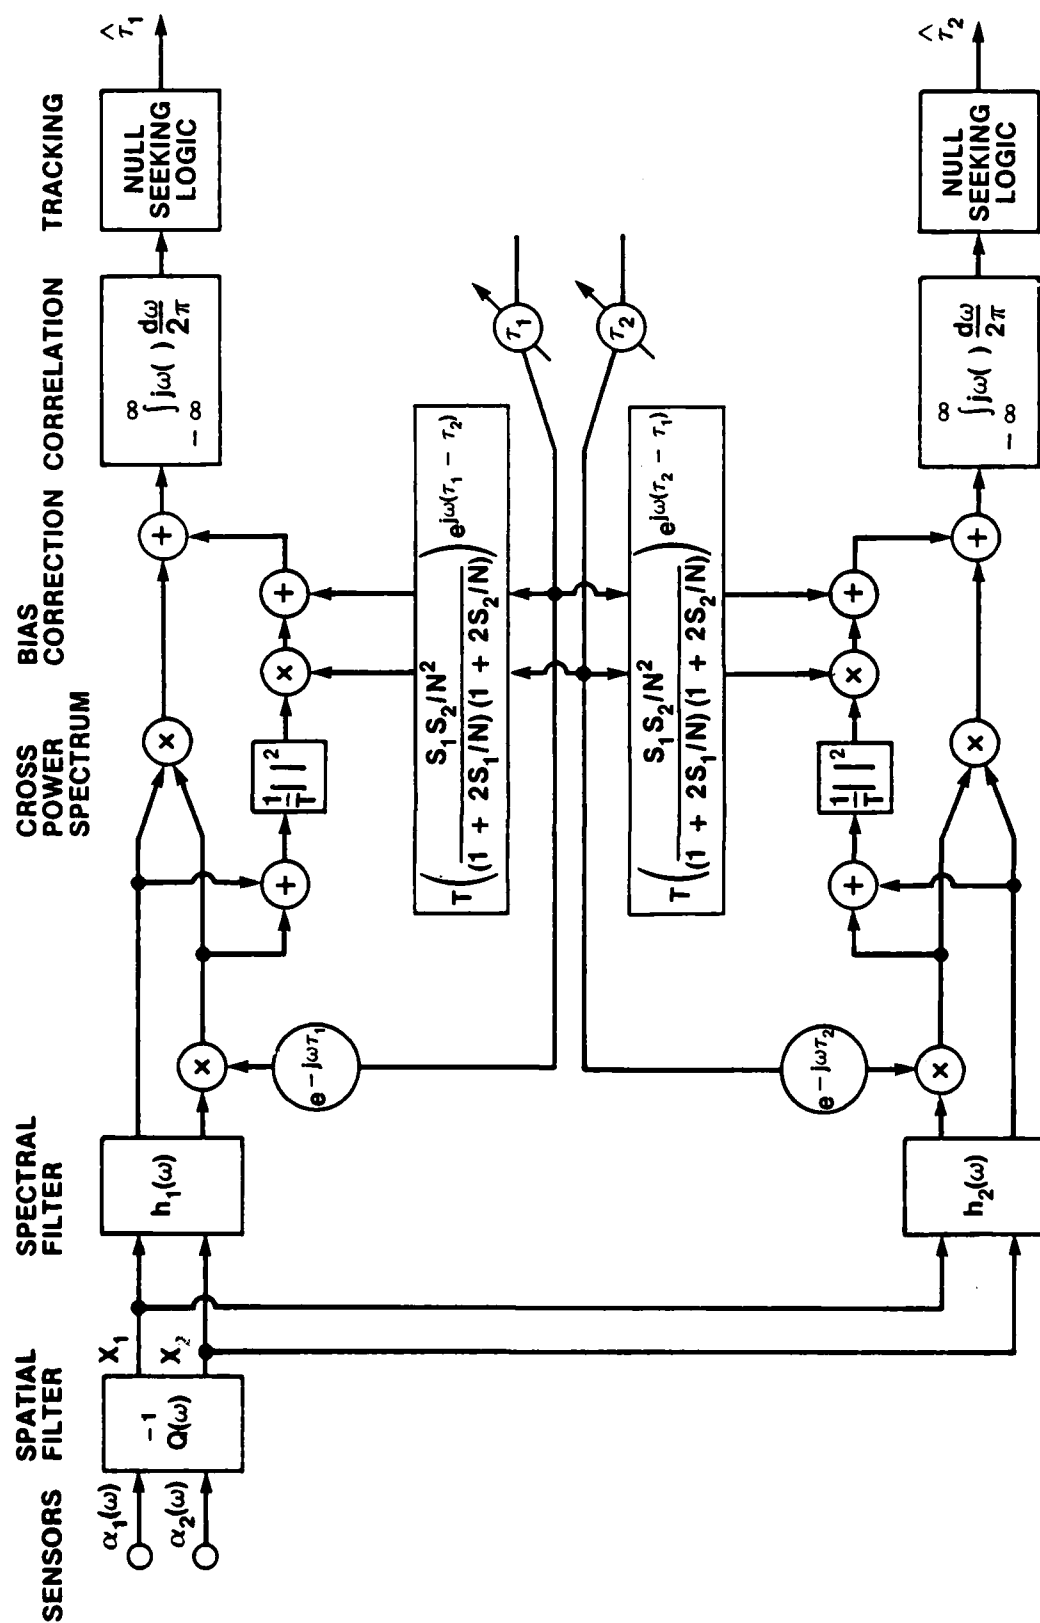 SENSORS
SPATIAL
FILTER
SPECTRAL
FILTER
CROSS
POWER
SPECTRUM
BIAS
CORRECTION
CORRELATION
TRACKING
α₁(ω)
α₂(ω)
Q(ω)⁻¹
X₁
X₂
h₁(ω)
×
e⁻ʲωτ₁
+
1/T | |²
×
×
+
+
∞
∫ jω( ) dω/2π
-∞
NULL
SEEKING
LOGIC
τ̂₁
T( S₁S₂/N² / (1 + 2S₁/N)(1 + 2S₂/N) ) e^jω(τ₁ − τ₂)
τ₁
τ₂
T( S₁S₂/N² / (1 + 2S₁/N)(1 + 2S₂/N) ) e^jω(τ₂ − τ₁)
h₂(ω)
×
e⁻ʲωτ₂
+
1/T | |²
×
×
+
+
∞
∫ jω( ) dω/2π
-∞
NULL
SEEKING
LOGIC
τ̂₂